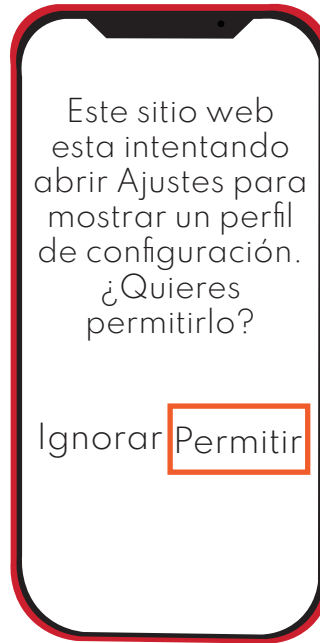 Este sitio web
esta intentando
abrir Ajustes para
mostrar un perfil
de configuración.
¿Quieres
permitirlo?
Ignorar Permitir